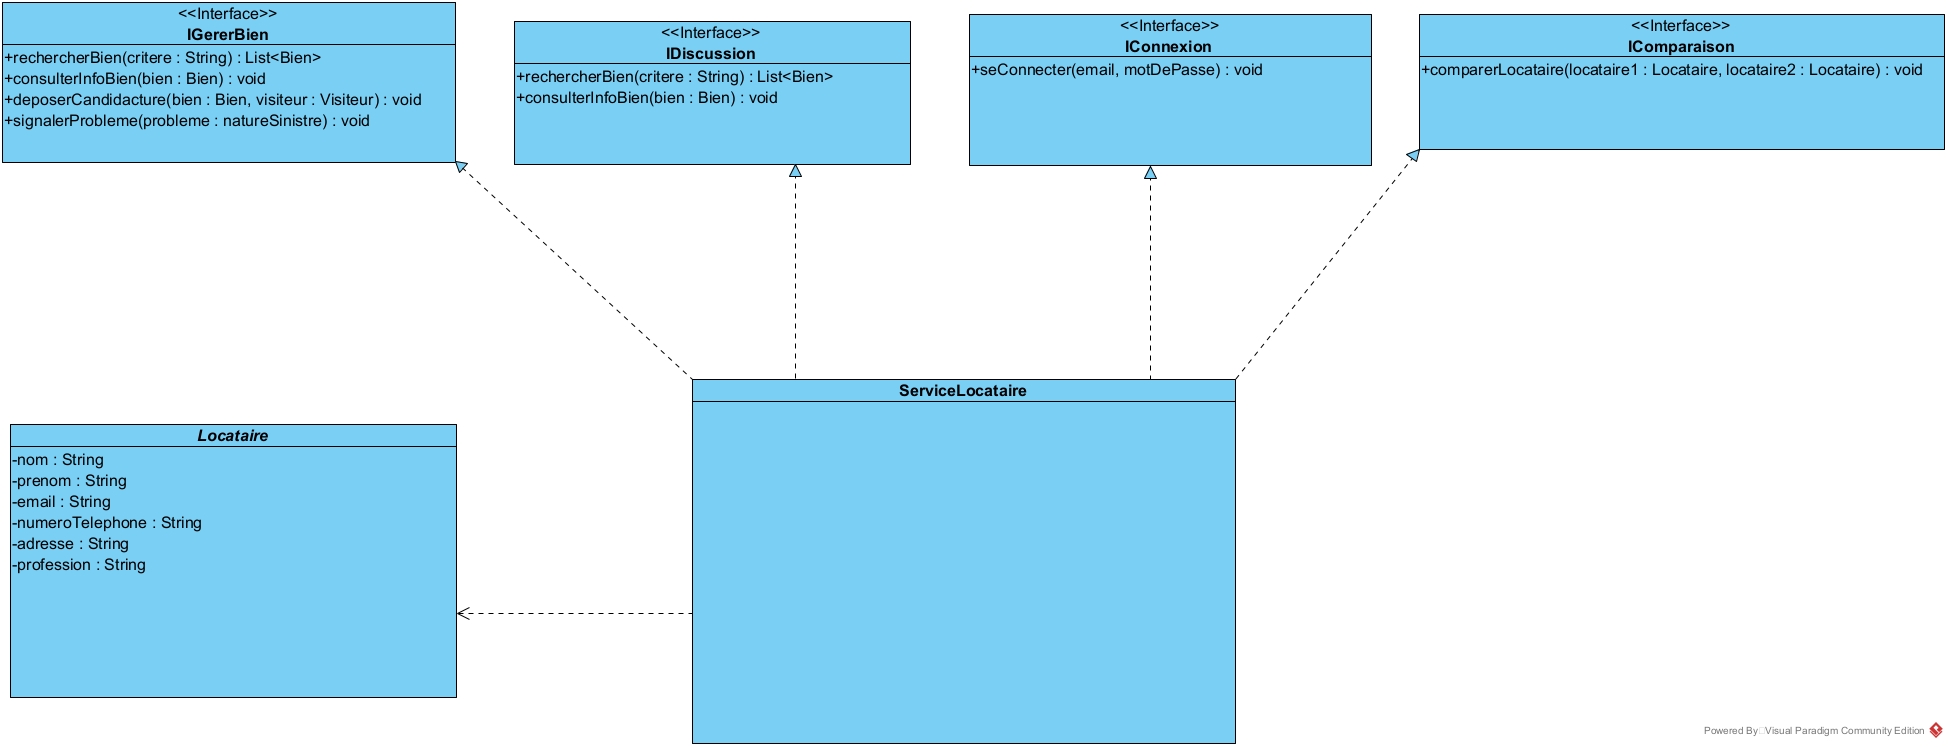 <<Interface>>
IGererBien
+rechercherBien(critere : String) : List<Bien>
+consulterInfoBien(bien : Bien) : void
+deposerCandidacture(bien : Bien, visiteur : Visiteur) : void
+signalerProbleme(probleme : natureSinistre) : void
<<Interface>>
IDiscussion
+rechercherBien(critere : String) : List<Bien>
+consulterInfoBien(bien : Bien) : void
<<Interface>>
IConnexion
+seConnecter(email, motDePasse) : void
<<Interface>>
IComparaison
+comparerLocataire(locataire1 : Locataire, locataire2 : Locataire) : void
ServiceLocataire
Locataire
-nom : String
-prenom : String
-email : String
-numeroTelephone : String
-adresse : String
-profession : String
Powered By Visual Paradigm Community Edition